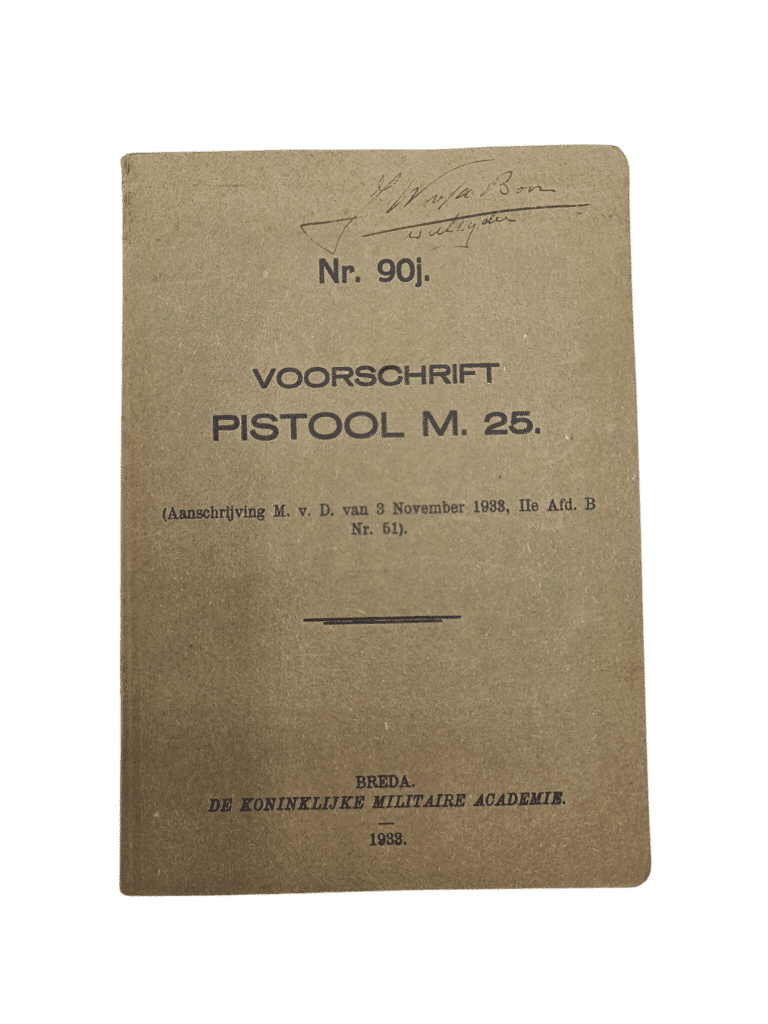 Nr. 90j.
VOORSCHRIFT
PISTOOL M. 25.
(Aanschrijving M. v. D. van 3 November 1933, IIe Afd. B
Nr. 51).
BREDA.
DE KONINKLIJKE MILITAIRE ACADEMIE.
1933.